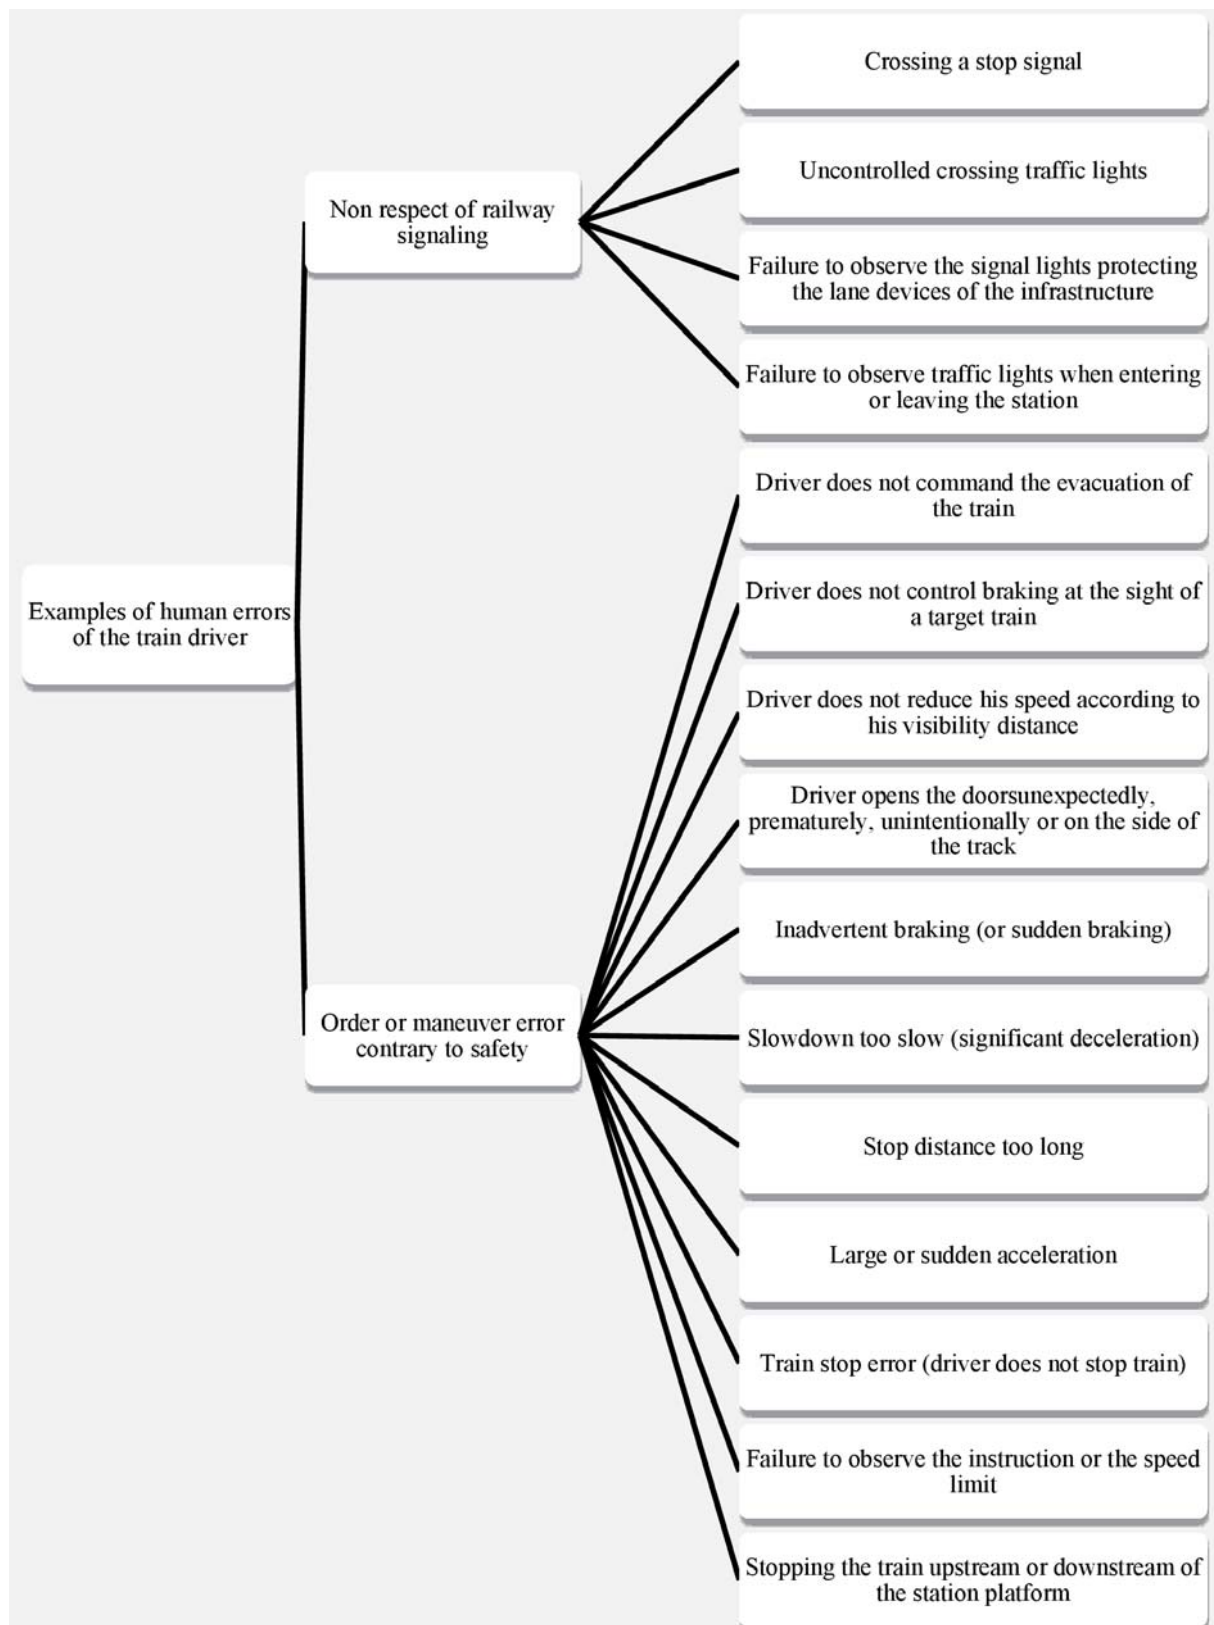 Crossing a stop signal
Uncontrolled crossing traffic lights
Non respect of railway
signaling
Failure to observe the signal lights protecting
the lane devices of the infrastructure
Failure to observe traffic lights when entering
or leaving the station
Driver does not command the evacuation of
the train
Examples of human errors
of the train driver
Driver does not control braking at the sight of
a target train
Driver does not reduce his speed according to
his visibility distance
Driver opens the doorsunexpectedly,
prematurely, unintentionally or on the side of
the track
Inadvertent braking (or sudden braking)
Order or maneuver error
contrary to safety
Slowdown too slow (significant deceleration)
Stop distance too long
Large or sudden acceleration
Train stop error (driver does not stop train)
Failure to observe the instruction or the speed
limit
Stopping the train upstream or downstream of
the station platform